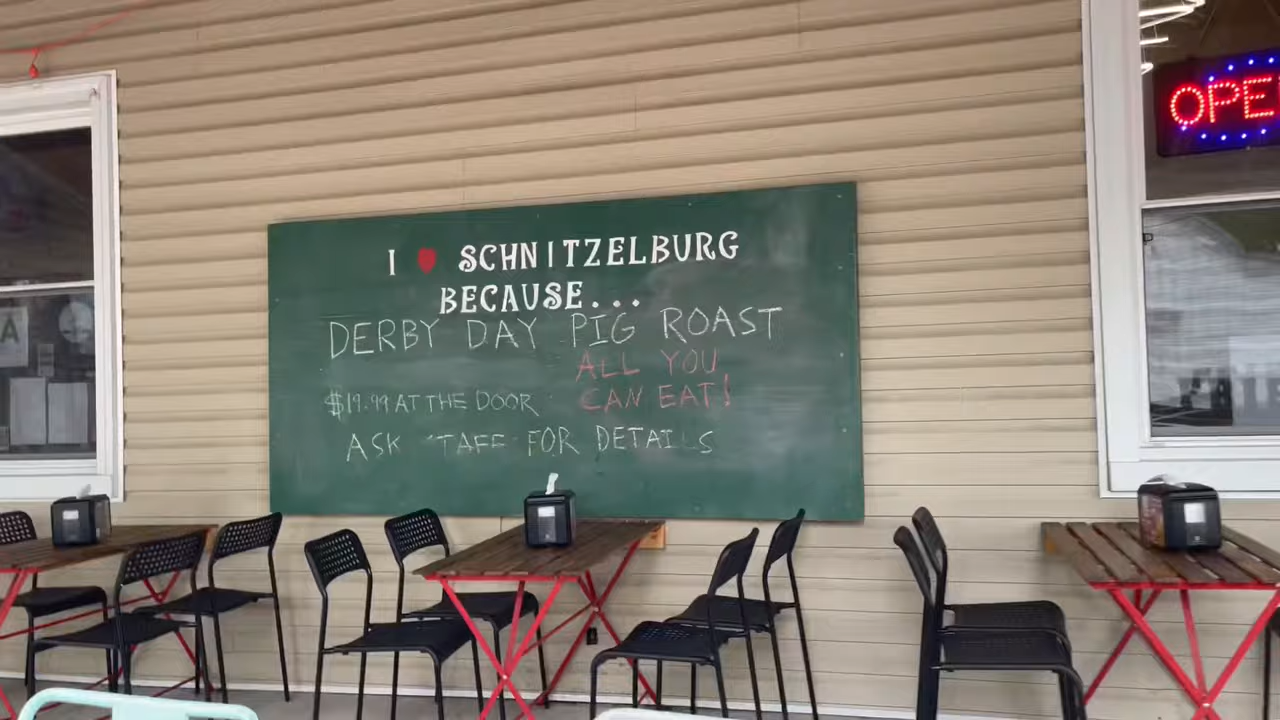 I ♥ SCHNITZELBURG
BECAUSE...
DERBY DAY PIG ROAST
ALL YOU
$19.99 AT THE DOOR CAN EAT!
ASK TAFF FOR DETAILS
OPE
A